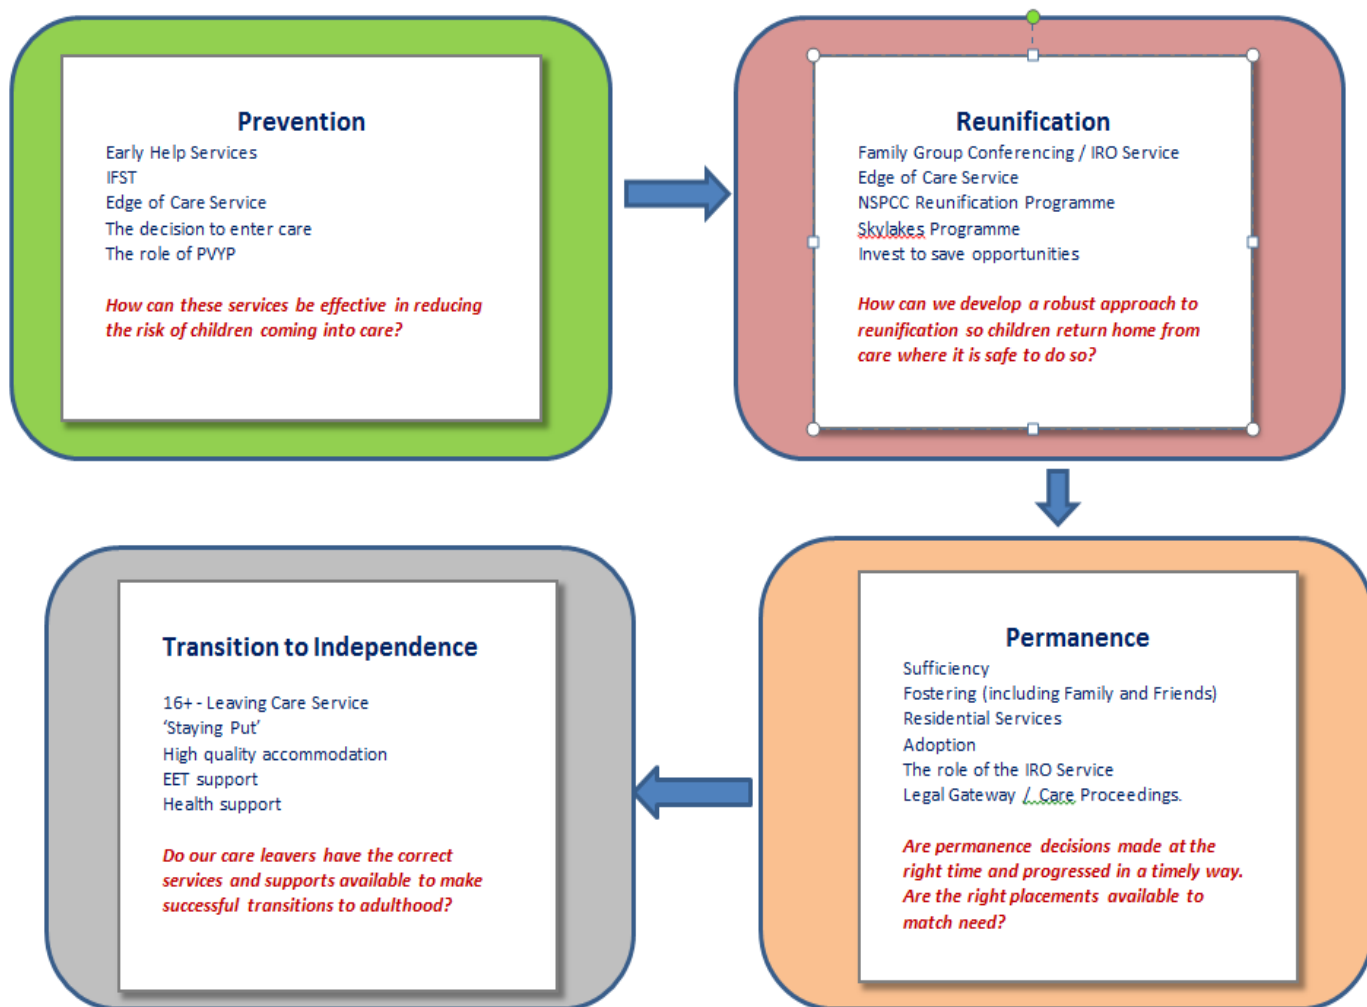 Prevention
Early Help Services
IFST
Edge of Care Service
The decision to enter care
The role of PVYP
How can these services be effective in reducing
the risk of children coming into care?
Reunification
Family Group Conferencing / IRO Service
Edge of Care Service
NSPCC Reunification Programme
Skylakes Programme
Invest to save opportunities
How can we develop a robust approach to
reunification so children return home from
care where it is safe to do so?
Permanence
Sufficiency
Fostering (including Family and Friends)
Residential Services
Adoption
The role of the IRO Service
Legal Gateway / Care Proceedings.
Are permanence decisions made at the
right time and progressed in a timely way.
Are the right placements available to
match need?
Transition to Independence
16+ - Leaving Care Service
‘Staying Put’
High quality accommodation
EET support
Health support
Do our care leavers have the correct
services and supports available to make
successful transitions to adulthood?